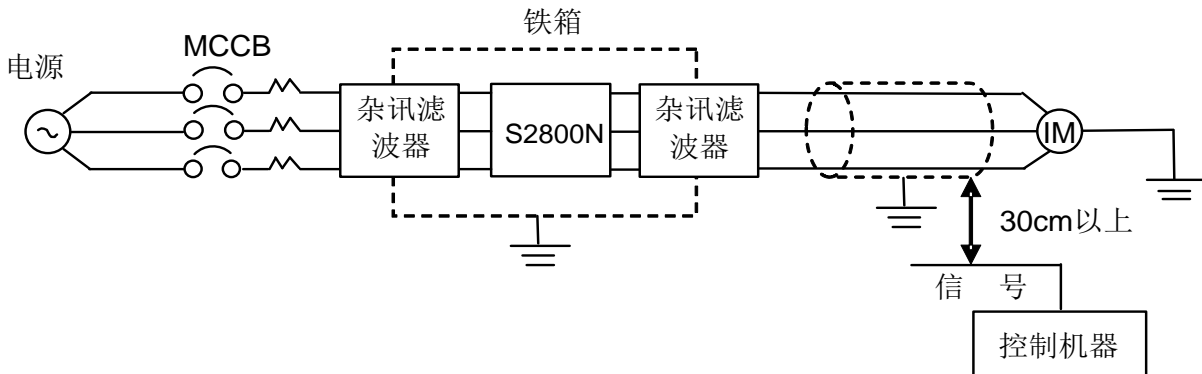 铁箱
MCCB
电源
杂讯滤
波器
S2800N
杂讯滤
波器
IM
30cm以上
信 号
控制机器